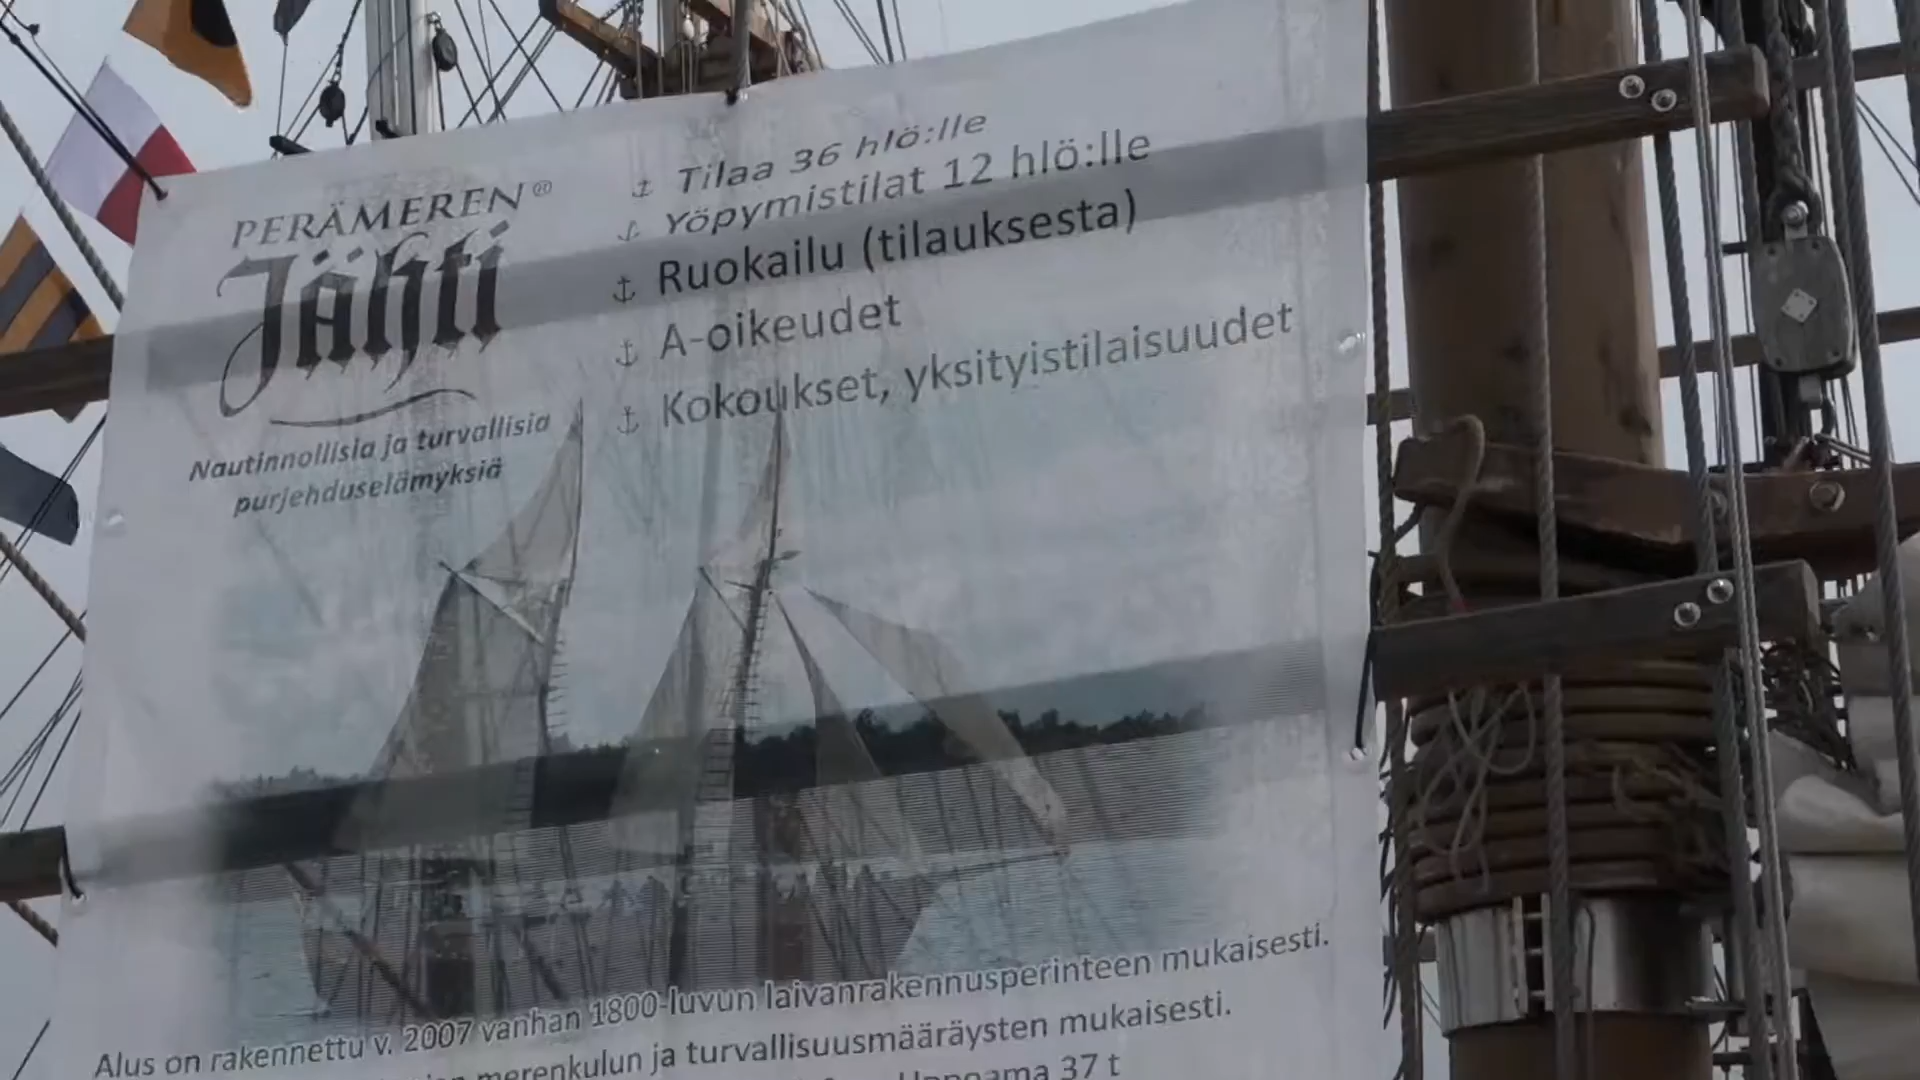 PERÄMEREN®
Jähti
Nautinnollisia ja turvallisia
purjehduselämyksiä
Tilaa 36 hlö:lle
Yöpymistilat 12 hlö:lle
Ruokailu (tilauksesta)
A-oikeudet
Kokoukset, yksityistilaisuudet
Alus on rakennettu v. 2007 vanhan 1800-luvun laivanrakennusperinteen mukaisesti.
merenkulun ja turvallisuusmääräysten mukaisesti.
37 t